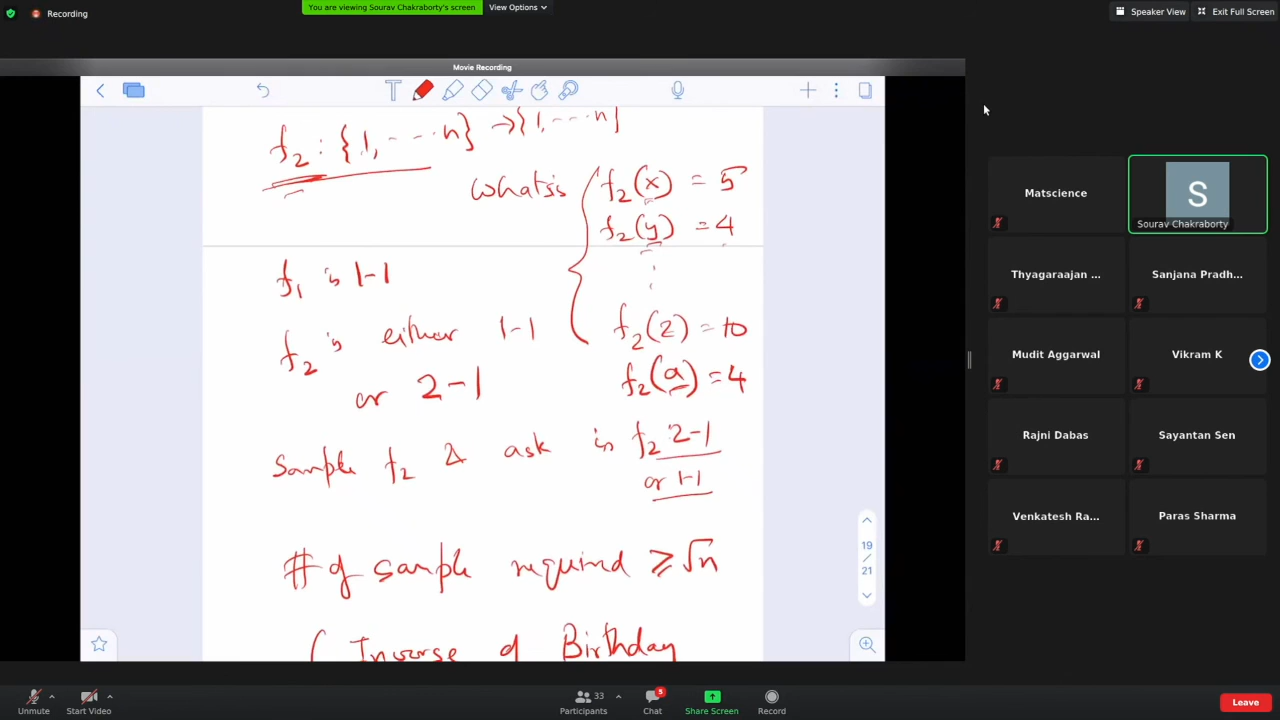 Recording
You are viewing Sourav Chakraborty's screen
View Options
Speaker View
Exit Full Screen
Movie Recording
f₂ : {1, ... n} → {1, ... n}
what's f₂(x) = 5
f₂(y) = 4
f₁ is 1-1
f₂ is either 1-1
f₂(z) = 10
or 2-1
f₂(a) = 4
Sample f₂ & ask is f₂ 2-1
or 1-1
# of sample required ≥ √n
( Inverse of Birthday
19
/
21
Matscience
S
Sourav Chakraborty
Thyagaraajan ...
Sanjana Pradh...
Mudit Aggarwal
Vikram K
Rajni Dabas
Sayantan Sen
Venkatesh Ra...
Paras Sharma
Unmute
Start Video
33
Participants
5
Chat
Share Screen
Record
Leave